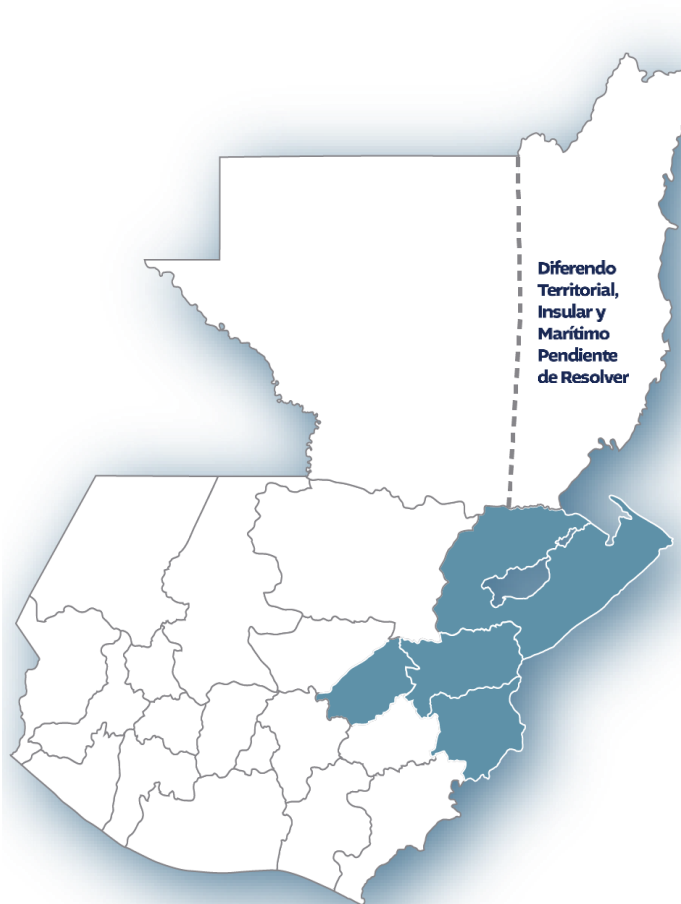 Diferendo
Territorial,
Insular y
Marítimo
Pendiente
de Resolver